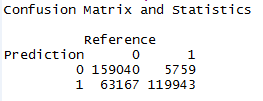 Confusion Matrix and Statistics
Reference
Prediction 0 1
0 159040 5759
1 63167 119943